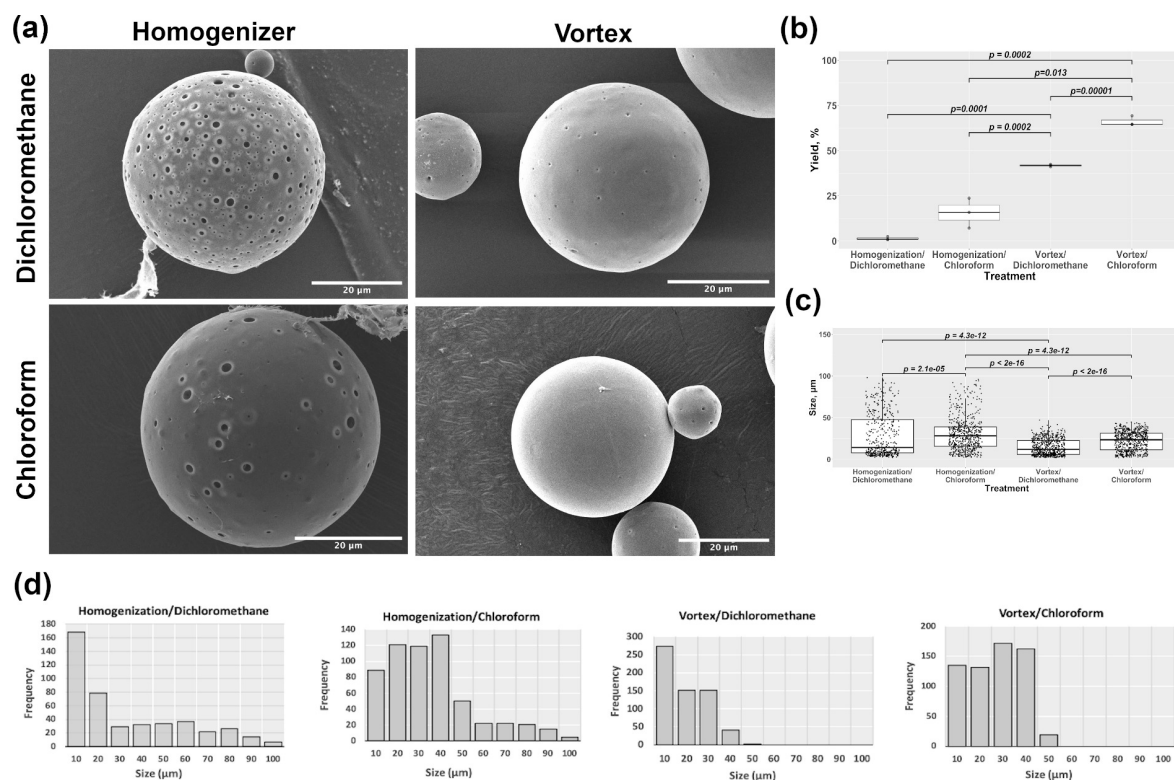 (a)
Homogenizer
Vortex
Dichloromethane
Chloroform
20 µm
20 µm
20 µm
20 µm
(b)
100
75
50
25
0
Yield, %
p = 0.0002
p=0.013
p=0.00001
p=0.0001
p = 0.0002
Homogenization/
Dichloromethane
Homogenization/
Chloroform
Vortex/
Dichloromethane
Vortex/
Chloroform
Treatment
(c)
150
100
50
0
Size, µm
p = 4.3e-12
p = 4.3e-12
p = 2.1e-05
p < 2e-16
p < 2e-16
Homogenization/
Dichloromethane
Homogenization/
Chloroform
Vortex/
Dichloromethane
Vortex/
Chloroform
Treatment
(d)
Homogenization/Dichloromethane
180
160
140
120
100
80
60
40
20
0
Frequency
10 20 30 40 50 60 70 80 90 100
Size (µm)
Homogenization/Chloroform
140
120
100
80
60
40
20
0
Frequency
10 20 30 40 50 60 70 80 90 100
Size (µm)
Vortex/Dichloromethane
300
250
200
150
100
50
0
Frequency
10 20 30 40 50 60 70 80 90 100
Size (µm)
Vortex/Chloroform
200
150
100
50
0
Frequency
10 20 30 40 50 60 70 80 90 100
Size (µm)